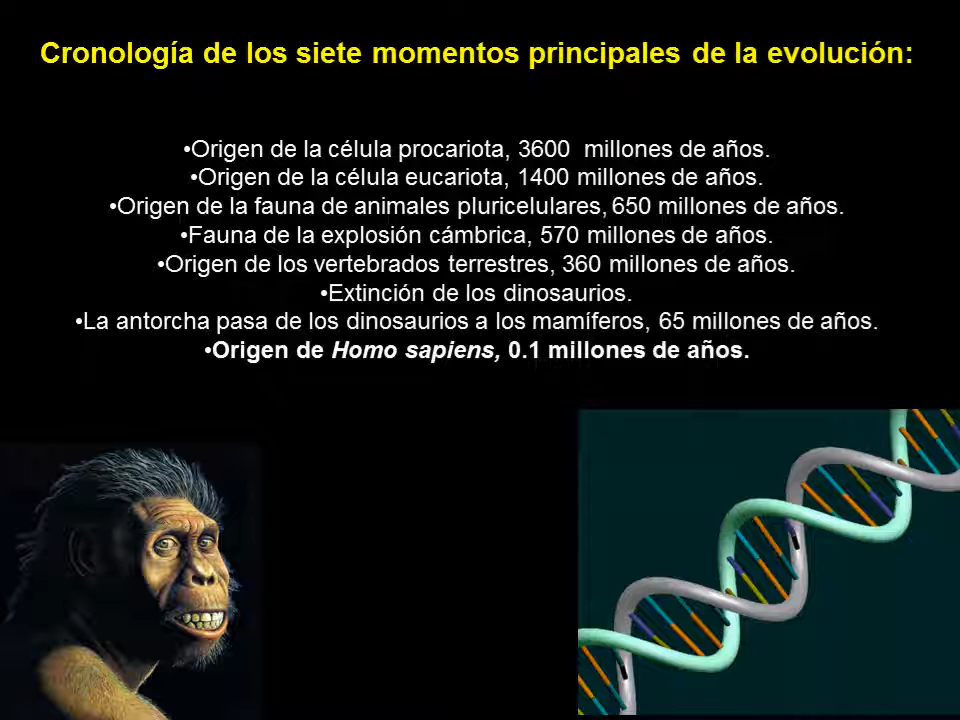 Cronología de los siete momentos principales de la evolución:
•Origen de la célula procariota, 3600  millones de años.
•Origen de la célula eucariota, 1400 millones de años.
•Origen de la fauna de animales pluricelulares, 650 millones de años.
•Fauna de la explosión cámbrica, 570 millones de años.
•Origen de los vertebrados terrestres, 360 millones de años.
•Extinción de los dinosaurios.
•La antorcha pasa de los dinosaurios a los mamíferos, 65 millones de años.
•Origen de Homo sapiens, 0.1 millones de años.